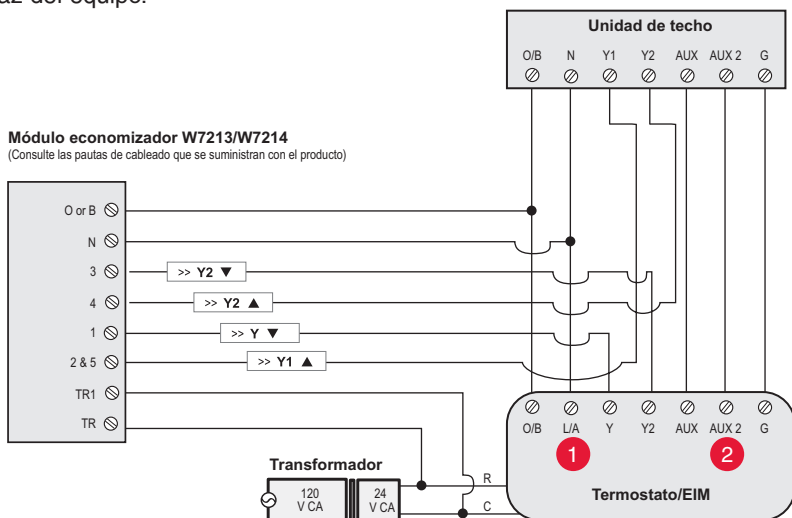 az del equipo.
Unidad de techo
O/B N Y1 Y2 AUX AUX 2 G
Módulo economizador W7213/W7214
(Consulte las pautas de cableado que se suministran con el producto)
O or B
N
3 >> Y2 ▼
4 >> Y2 ▲
1 >> Y ▼
2 & 5 >> Y1 ▲
TR1
TR
O/B L/A Y Y2 AUX AUX 2 G
1 2
Transformador
120 V CA
24 V CA
R
C
Termostato/EIM